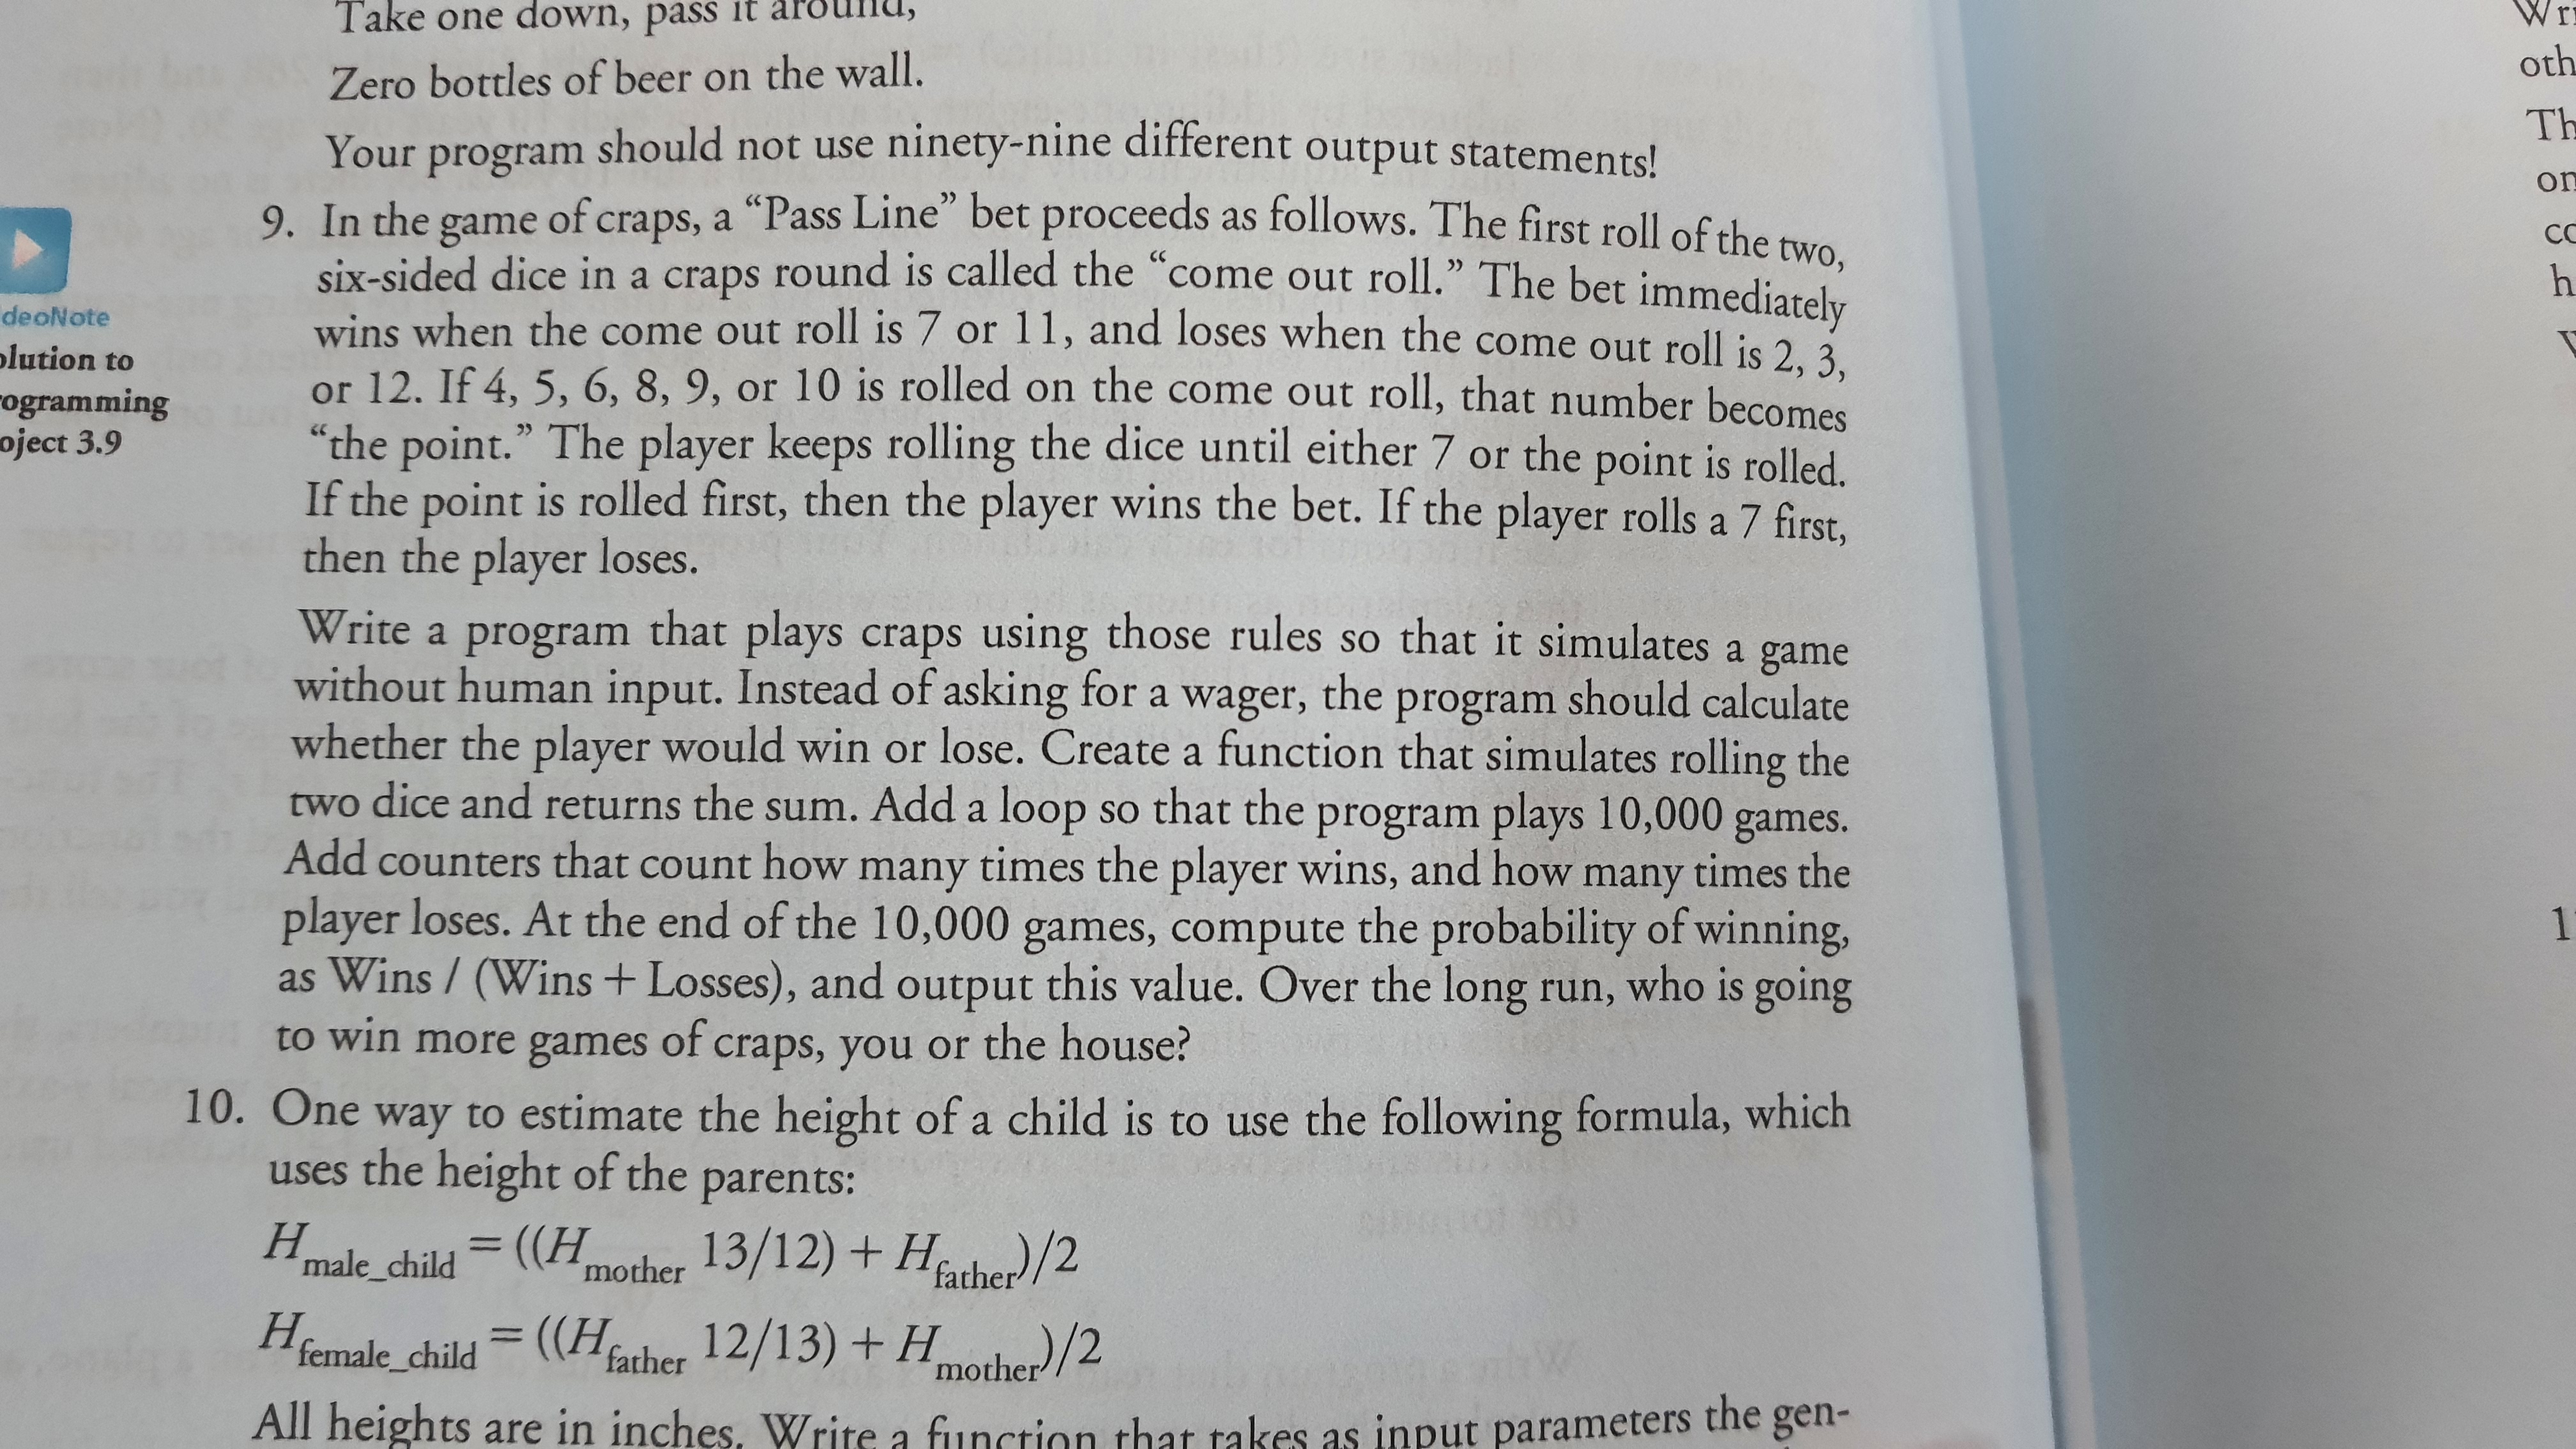 Take one down, pass it around,
Zero bottles of beer on the wall.
Your program should not use ninety-nine different output statements!
9. In the game of craps, a “Pass Line” bet proceeds as follows. The first roll of the two,
six-sided dice in a craps round is called the “come out roll.” The bet immediately
wins when the come out roll is 7 or 11, and loses when the come out roll is 2, 3,
or 12. If 4, 5, 6, 8, 9, or 10 is rolled on the come out roll, that number becomes
“the point.” The player keeps rolling the dice until either 7 or the point is rolled.
If the point is rolled first, then the player wins the bet. If the player rolls a 7 first,
then the player loses.
deoNote
olution to
rogramming
oject 3.9
Write a program that plays craps using those rules so that it simulates a game
without human input. Instead of asking for a wager, the program should calculate
whether the player would win or lose. Create a function that simulates rolling the
two dice and returns the sum. Add a loop so that the program plays 10,000 games.
Add counters that count how many times the player wins, and how many times the
player loses. At the end of the 10,000 games, compute the probability of winning,
as Wins / (Wins + Losses), and output this value. Over the long run, who is going
to win more games of craps, you or the house?
10. One way to estimate the height of a child is to use the following formula, which
uses the height of the parents:
H male_child = ((H mother 13/12) + H father)/2
H female_child = ((H father 12/13) + H mother)/2
All heights are in inches. Write a function that takes as input parameters the gen-
Wri
oth
Th
on
co
h
1